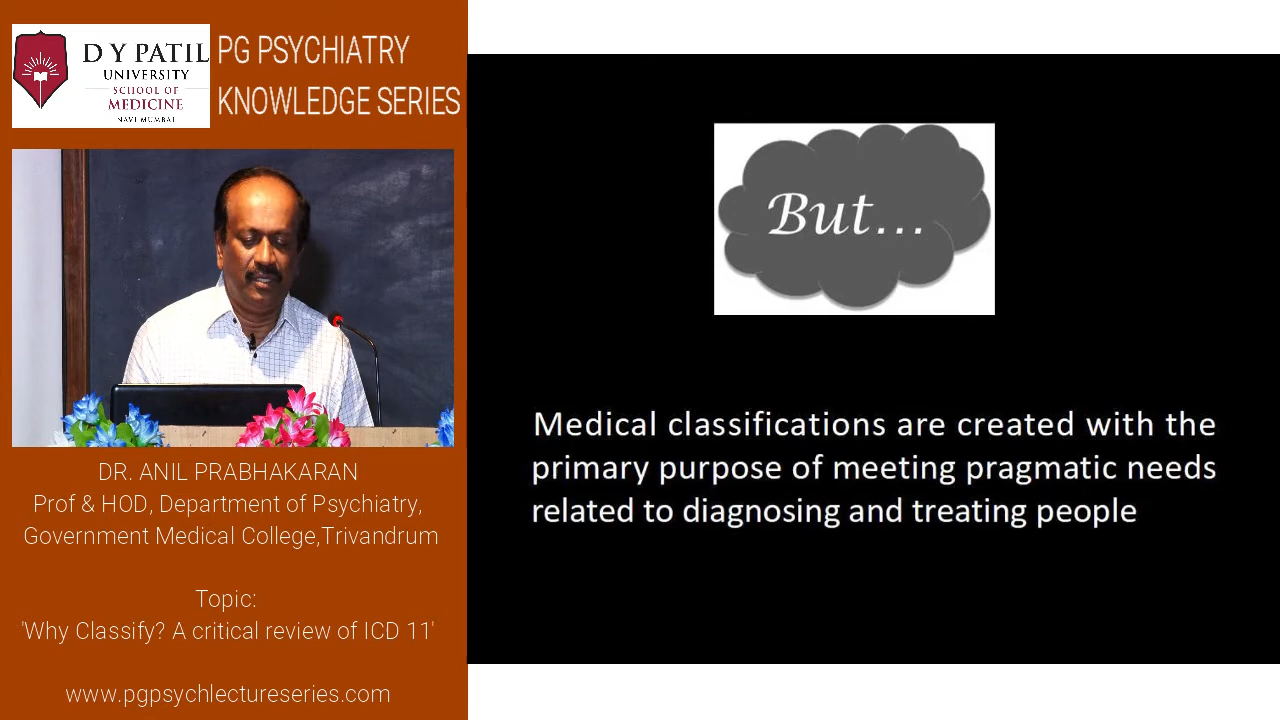 D Y PATIL
UNIVERSITY
SCHOOL OF
MEDICINE
NAVI MUMBAI
PG PSYCHIATRY
KNOWLEDGE SERIES
DR. ANIL PRABHAKARAN
Prof & HOD, Department of Psychiatry,
Government Medical College,Trivandrum
Topic:
'Why Classify? A critical review of ICD 11'
www.pgpsychlectureseries.com
But...
Medical classifications are created with the
primary purpose of meeting pragmatic needs
related to diagnosing and treating people